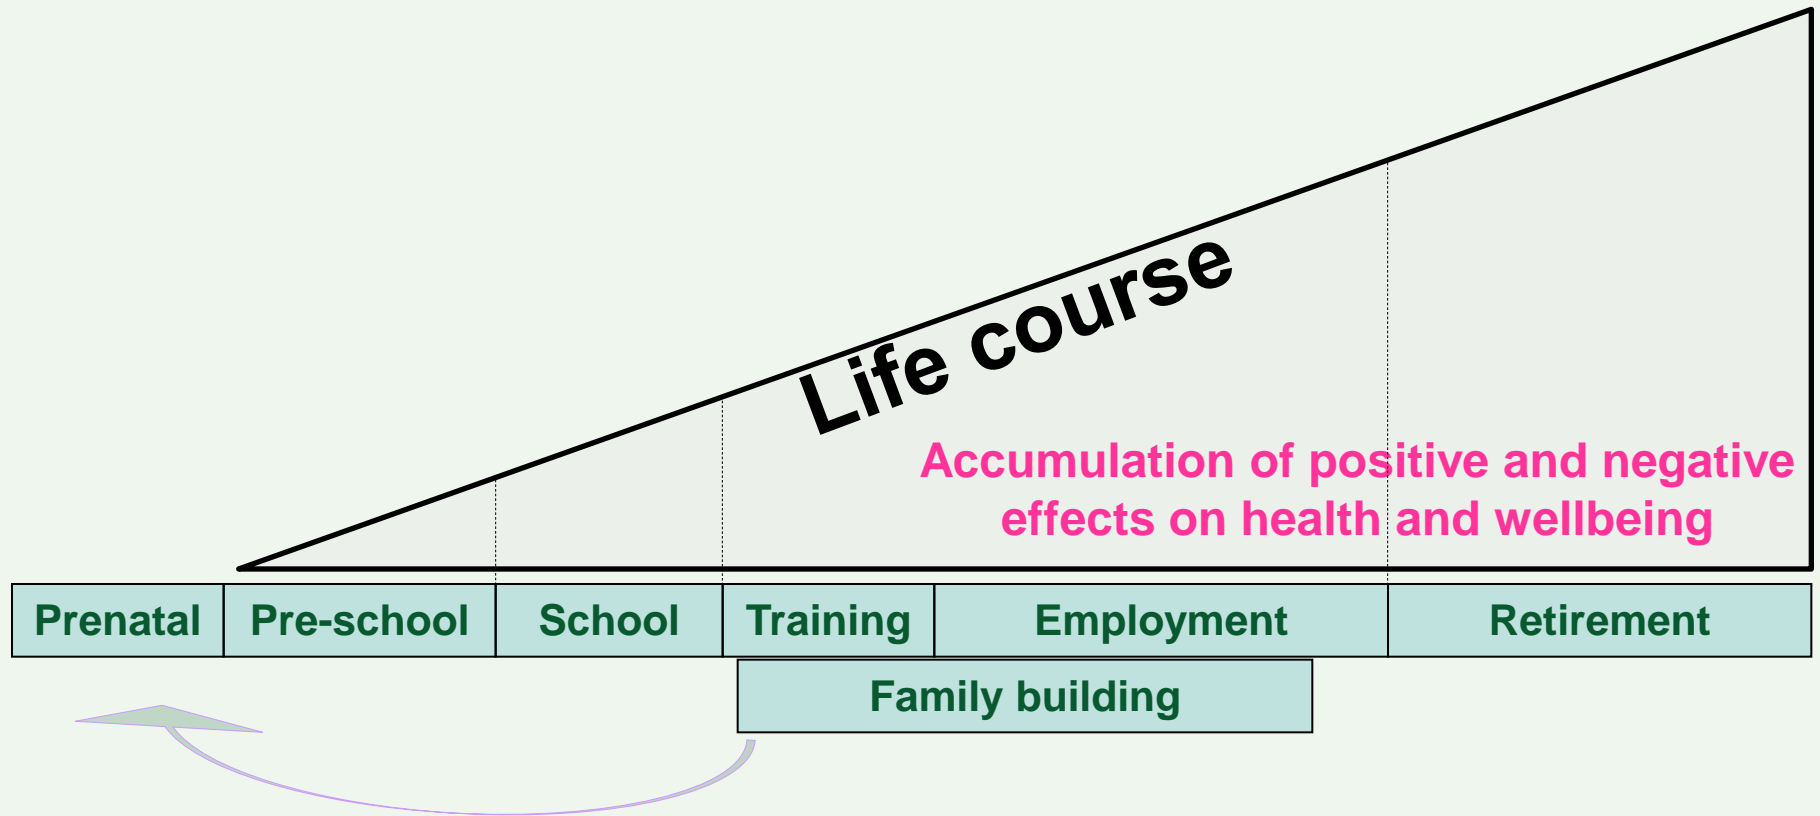 Life course
Accumulation of positive and negative
effects on health and wellbeing
Prenatal
Pre-school
School
Training
Employment
Retirement
Family building